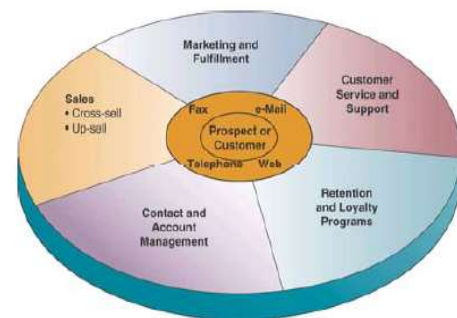 Marketing and
Fulfillment
Customer
Service and
Support
Sales
• Cross-sell
• Up-sell
Fax e-Mail
Prospect or
Customer
Telephone Web
Retention
and Loyalty
Programs
Contact and
Account
Management